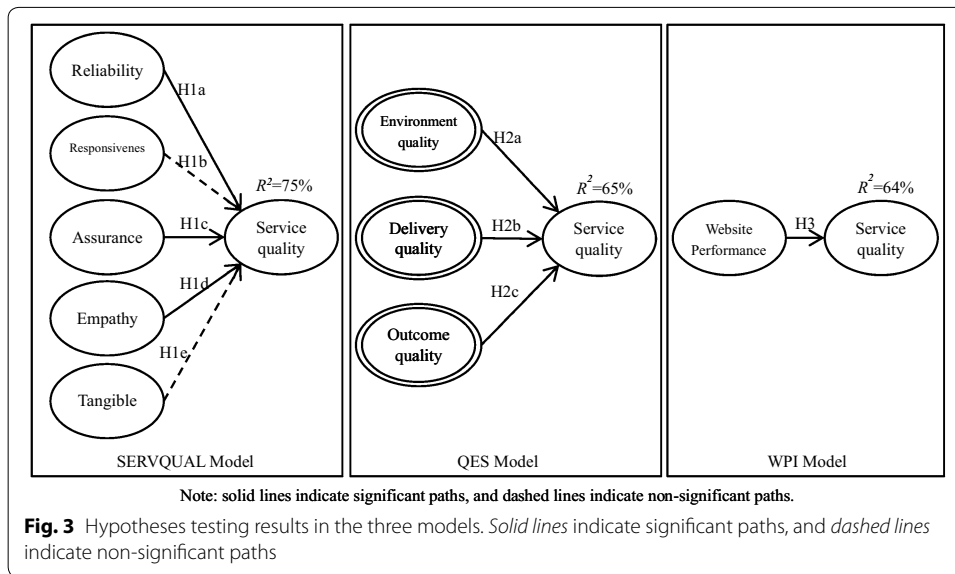 Reliability
H1a
Responsivenes
H1b
R²=75%
Assurance
H1c
Service
quality
H1d
Empathy
H1e
Tangible
SERVQUAL Model
Environment
quality
H2a
R²=65%
Delivery
quality
H2b
Service
quality
H2c
Outcome
quality
QES Model
R²=64%
Website
Performance
H3
Service
quality
WPI Model
Note: solid lines indicate significant paths, and dashed lines indicate non-significant paths.
Fig. 3 Hypotheses testing results in the three models. Solid lines indicate significant paths, and dashed lines
indicate non-significant paths